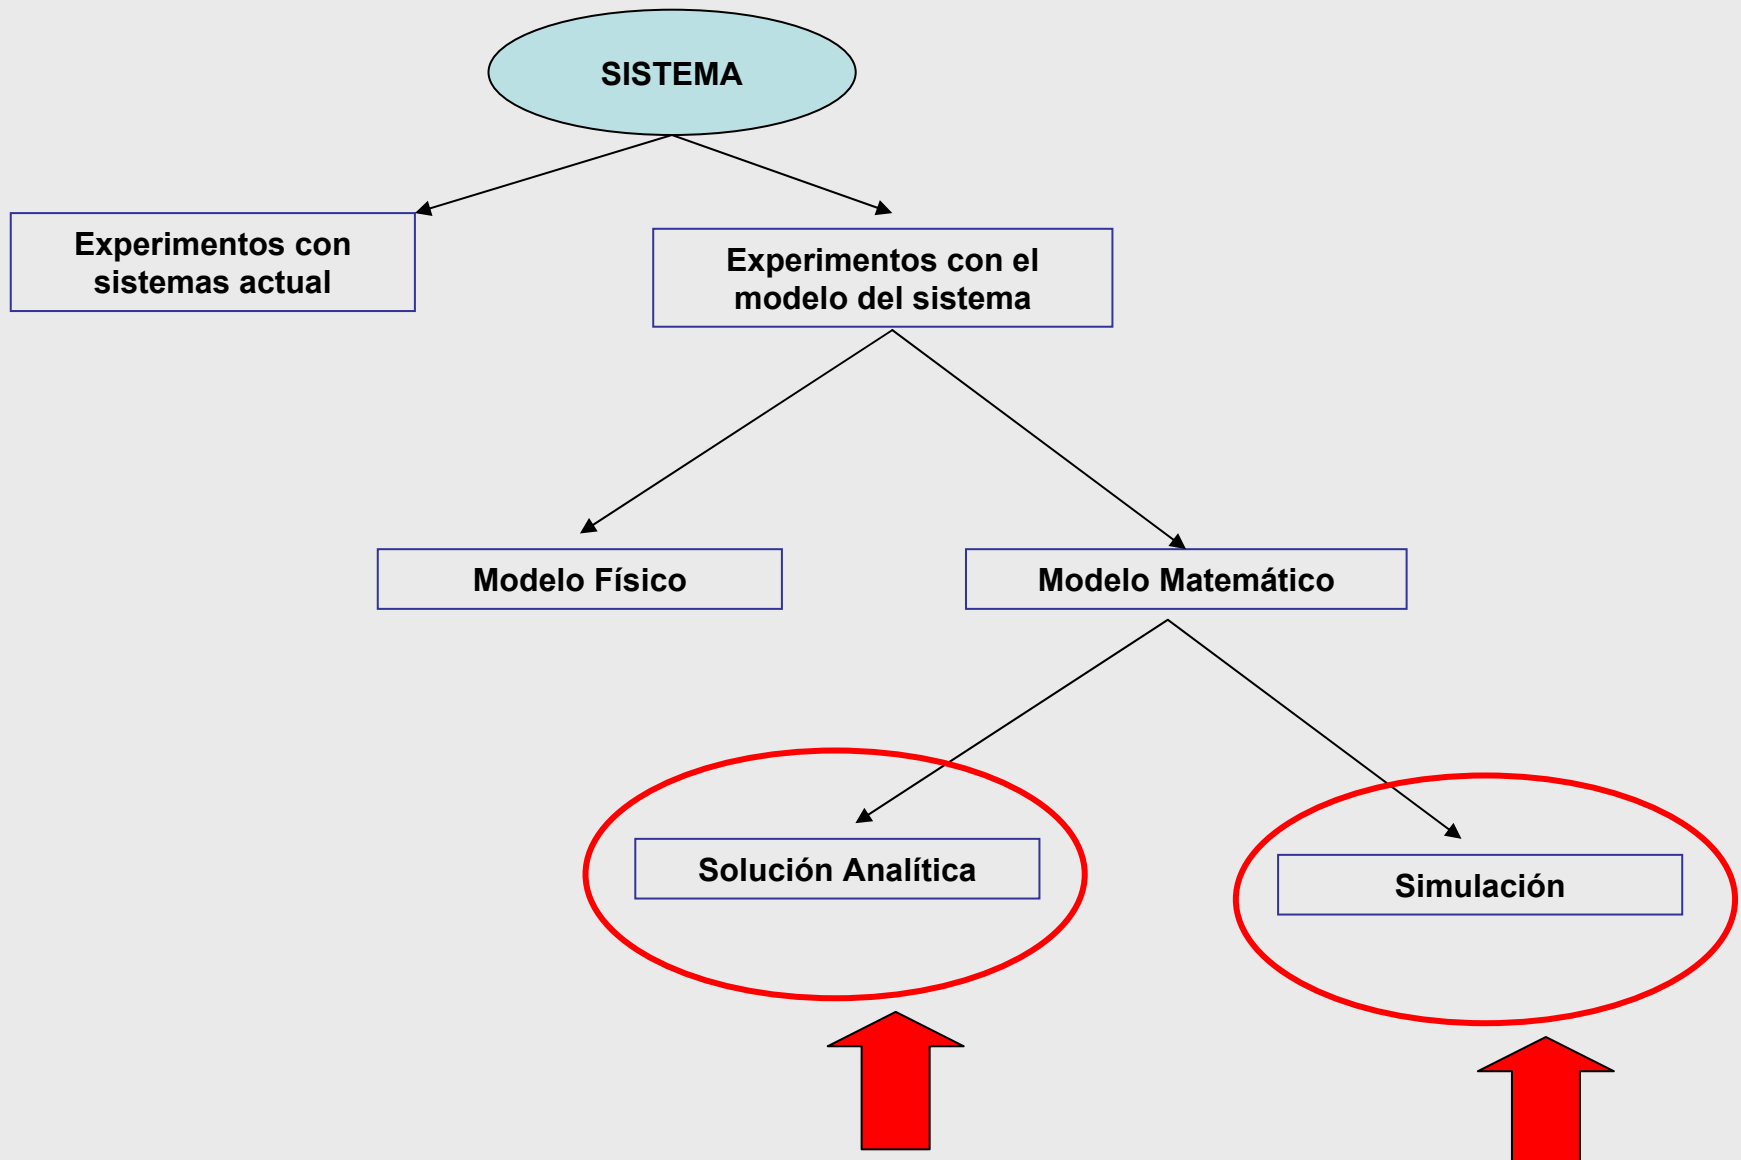 SISTEMA
Experimentos con
sistemas actual
Experimentos con el
modelo del sistema
Modelo Físico
Modelo Matemático
Solución Analítica
Simulación